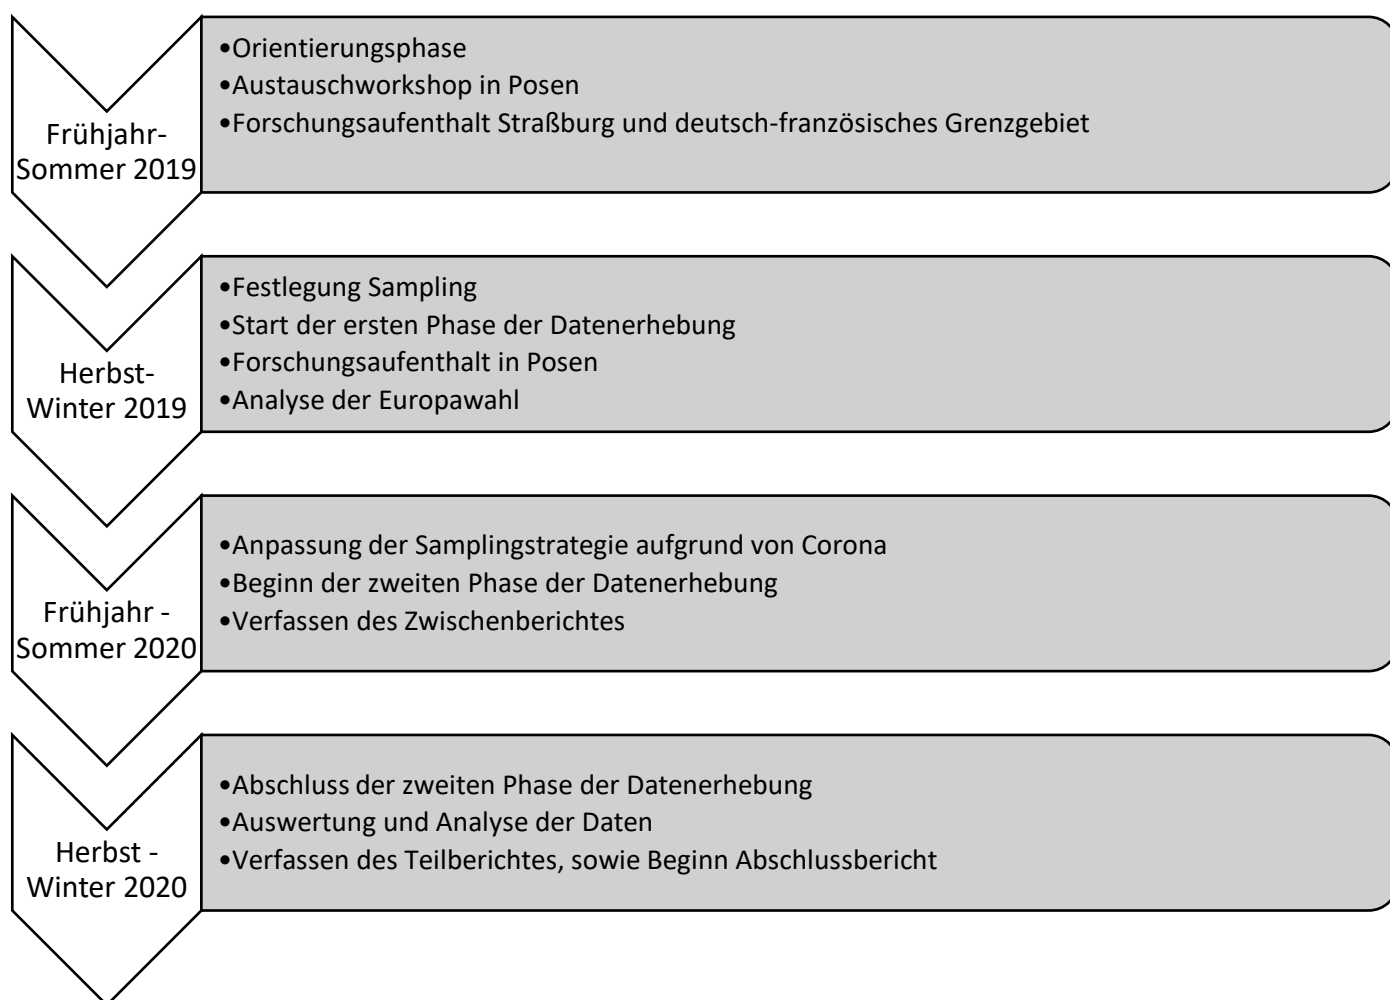 Frühjahr-
Sommer 2019
•Orientierungsphase
•Austauschworkshop in Posen
•Forschungsaufenthalt Straßburg und deutsch-französisches Grenzgebiet
Herbst-
Winter 2019
•Festlegung Sampling
•Start der ersten Phase der Datenerhebung
•Forschungsaufenthalt in Posen
•Analyse der Europawahl
Frühjahr -
Sommer 2020
•Anpassung der Samplingstrategie aufgrund von Corona
•Beginn der zweiten Phase der Datenerhebung
•Verfassen des Zwischenberichtes
Herbst -
Winter 2020
•Abschluss der zweiten Phase der Datenerhebung
•Auswertung und Analyse der Daten
•Verfassen des Teilberichtes, sowie Beginn Abschlussbericht